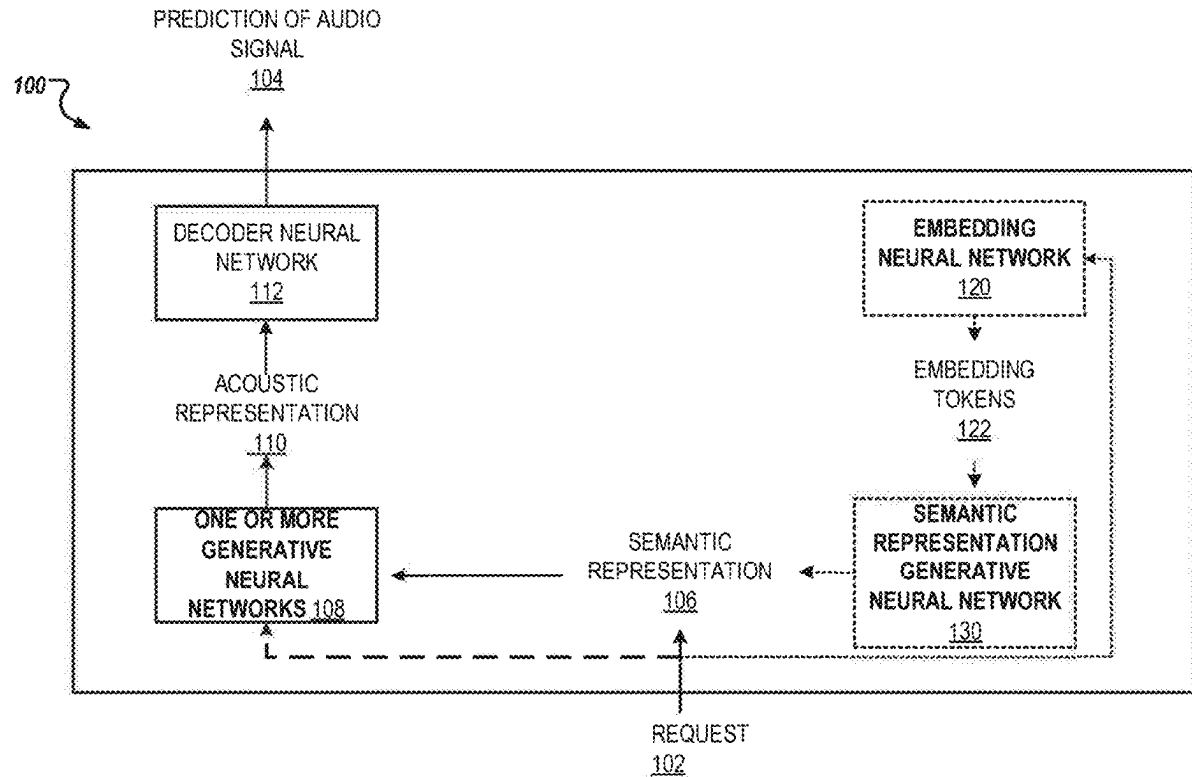 PREDICTION OF AUDIO
SIGNAL
104
100
DECODER NEURAL
NETWORK
112
EMBEDDING
NEURAL NETWORK
120
ACOUSTIC
REPRESENTATION
110
EMBEDDING
TOKENS
122
ONE OR MORE
GENERATIVE
NEURAL
NETWORKS 108
SEMANTIC
REPRESENTATION
106
SEMANTIC
REPRESENTATION
GENERATIVE
NEURAL NETWORK
130
REQUEST
102